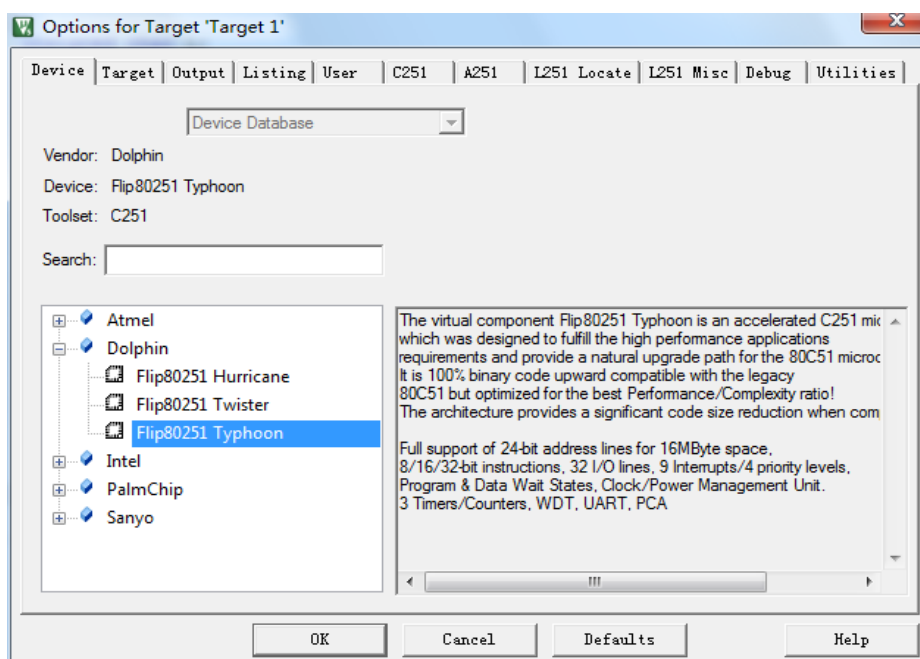 Options for Target 'Target 1'
Device Target Output Listing User C251 A251 L251 Locate L251 Misc Debug Utilities
Device Database
Vendor: Dolphin
Device: Flip80251 Typhoon
Toolset: C251
Search:
Atmel
Dolphin
Flip80251 Hurricane
Flip80251 Twister
Flip80251 Typhoon
Intel
PalmChip
Sanyo
The virtual component Flip80251 Typhoon is an accelerated C251 mic
which was designed to fulfill the high performance applications
requirements and provide a natural upgrade path for the 80C51 microc
It is 100% binary code upward compatible with the legacy
80C51 but optimized for the best Performance/Complexity ratio!
The architecture provides a significant code size reduction when com
Full support of 24-bit address lines for 16MByte space,
8/16/32-bit instructions, 32 I/O lines, 9 Interrupts/4 priority levels,
Program & Data Wait States, Clock/Power Management Unit.
3 Timers/Counters, WDT, UART, PCA
OK Cancel Defaults Help